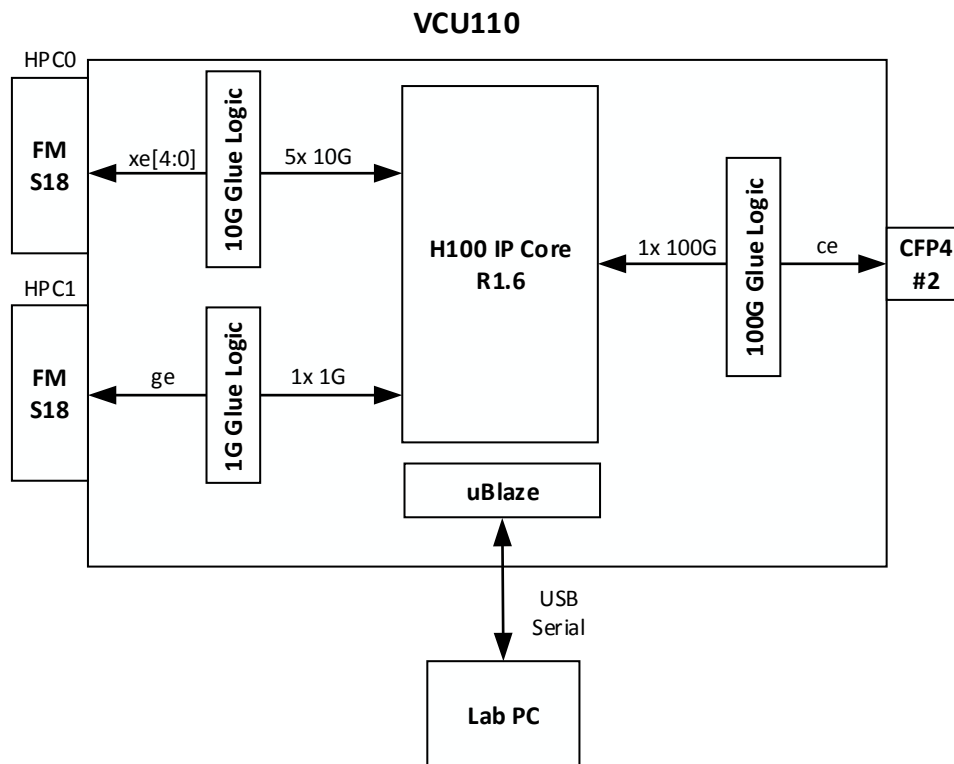 VCU110
HPC0
FM
S18
xe[4:0]
10G Glue Logic
5x 10G
H100 IP Core
R1.6
1x 100G
100G Glue Logic
ce
CFP4
#2
HPC1
FM
S18
ge
1G Glue Logic
1x 1G
uBlaze
USB
Serial
Lab PC